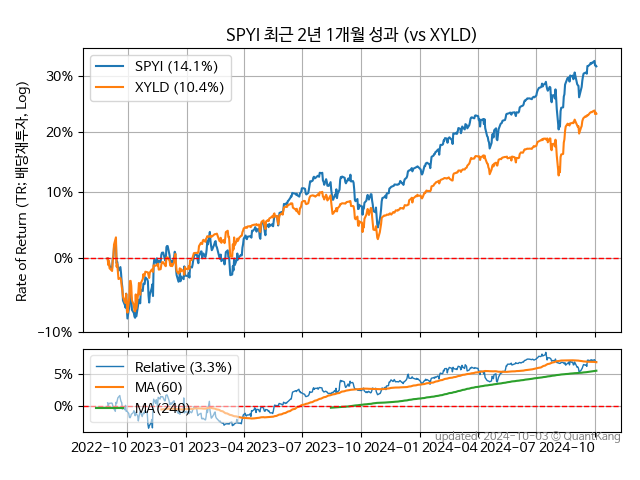 SPYI 최근 2년 1개월 성과 (vs XYLD)
Rate of Return (TR: 배당재투자, Log)
30%
20%
10%
0%
−10%
SPYI (14.1%)
XYLD (10.4%)
5%
0%
Relative (3.3%)
MA(60)
MA(240)
2022−10 2023−01 2023−04 2023−07 2023−10 2024−01 2024−04 2024−07 2024−10
updated: 2024-10-03 © QuantKang